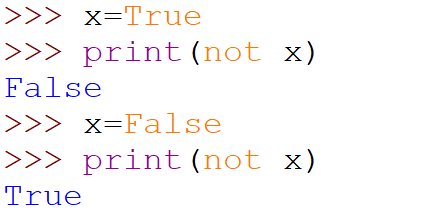 >>> x=True
>>> print(not x)
False
>>> x=False
>>> print(not x)
True